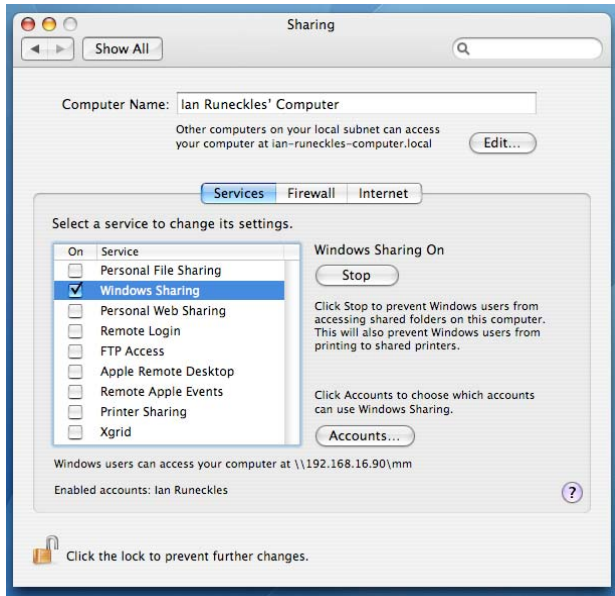 Sharing
Show All
Computer Name: Ian Runeckles' Computer
Other computers on your local subnet can access
your computer at ian-runeckles-computer.local
Edit...
Services Firewall Internet
Select a service to change its settings.
On Service
Personal File Sharing
Windows Sharing
Personal Web Sharing
Remote Login
FTP Access
Apple Remote Desktop
Remote Apple Events
Printer Sharing
Xgrid
Windows Sharing On
Stop
Click Stop to prevent Windows users from
accessing shared folders on this computer.
This will also prevent Windows users from
printing to shared printers.
Click Accounts to choose which accounts
can use Windows Sharing.
Accounts...
Windows users can access your computer at \\192.168.16.90\mm
Enabled accounts: Ian Runeckles
?
Click the lock to prevent further changes.